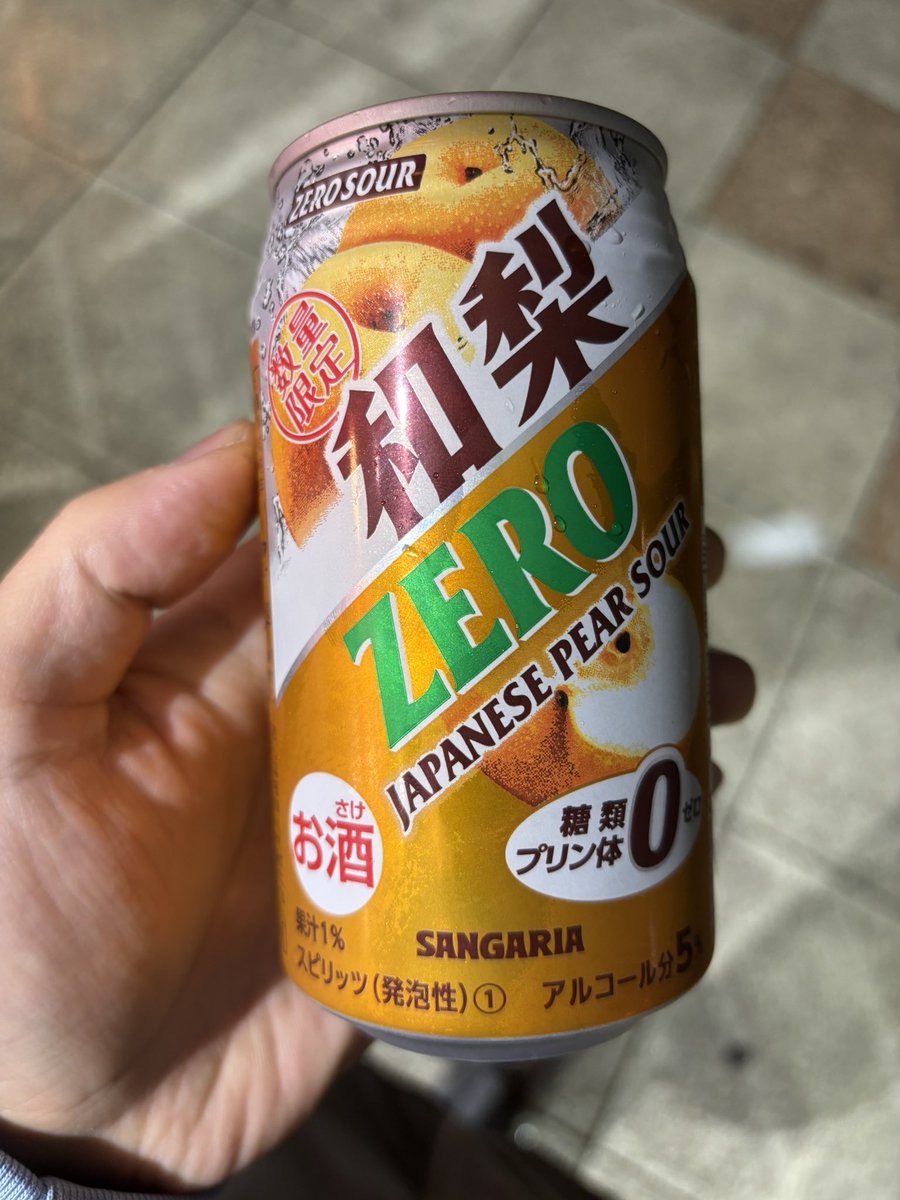 ZERO SOUR
数量
限定
和梨
ZERO
JAPANESE PEAR SOUR
糖類
プリン体
0
ゼロ
さけ
お酒
果汁1%
SANGARIA
スピリッツ(発泡性)①
アルコール分5%